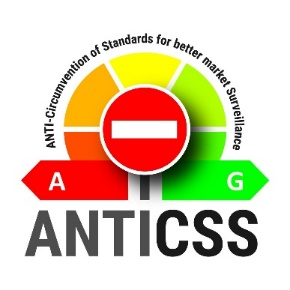 ANTI-Circumvention of Standards for better market Surveillance
A G
ANTICSS